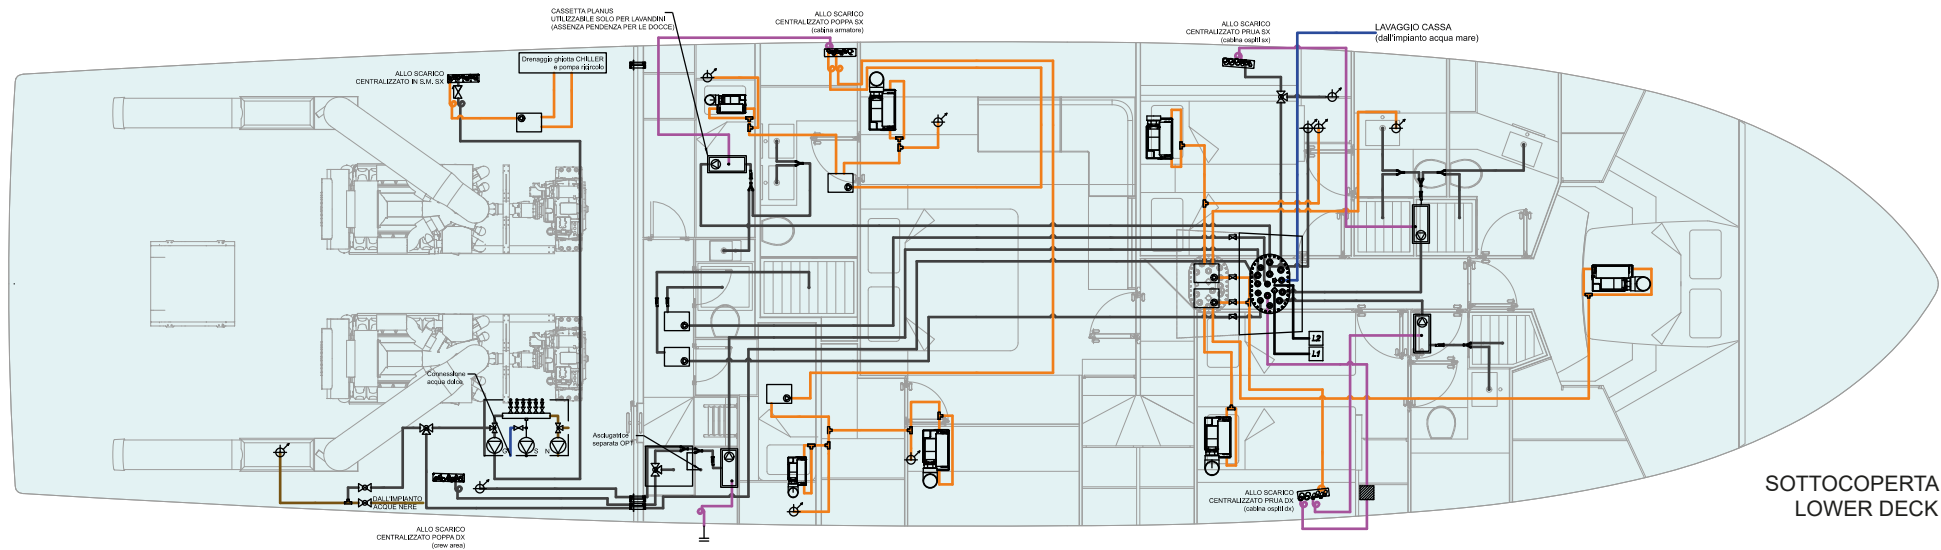 CASSETTA PLANUS
UTILIZZABILE SOLO PER LAVANDINI
(ASSENZA PENDENZA PER LE DOCCE)
ALLO SCARICO
CENTRALIZZATO POPPA SX
(cabina armatore)
ALLO SCARICO
CENTRALIZZATO PRUA SX
(cabina ospiti sx)
LAVAGGIO CASSA
(dall'impianto acqua mare)
Drenaggio ghiotta CHILLER
e pompa ricircolo
ALLO SCARICO
CENTRALIZZATO IN S.M. SX
L2
L1
Connessione
acqua dolce
S N
Asciugatrice
separata OPT
DALL'IMPIANTO
ACQUE NERE
ALLO SCARICO
CENTRALIZZATO POPPA DX
(crew area)
ALLO SCARICO
CENTRALIZZATO PRUA DX
(cabina ospiti dx)
SOTTOCOPERTA
LOWER DECK